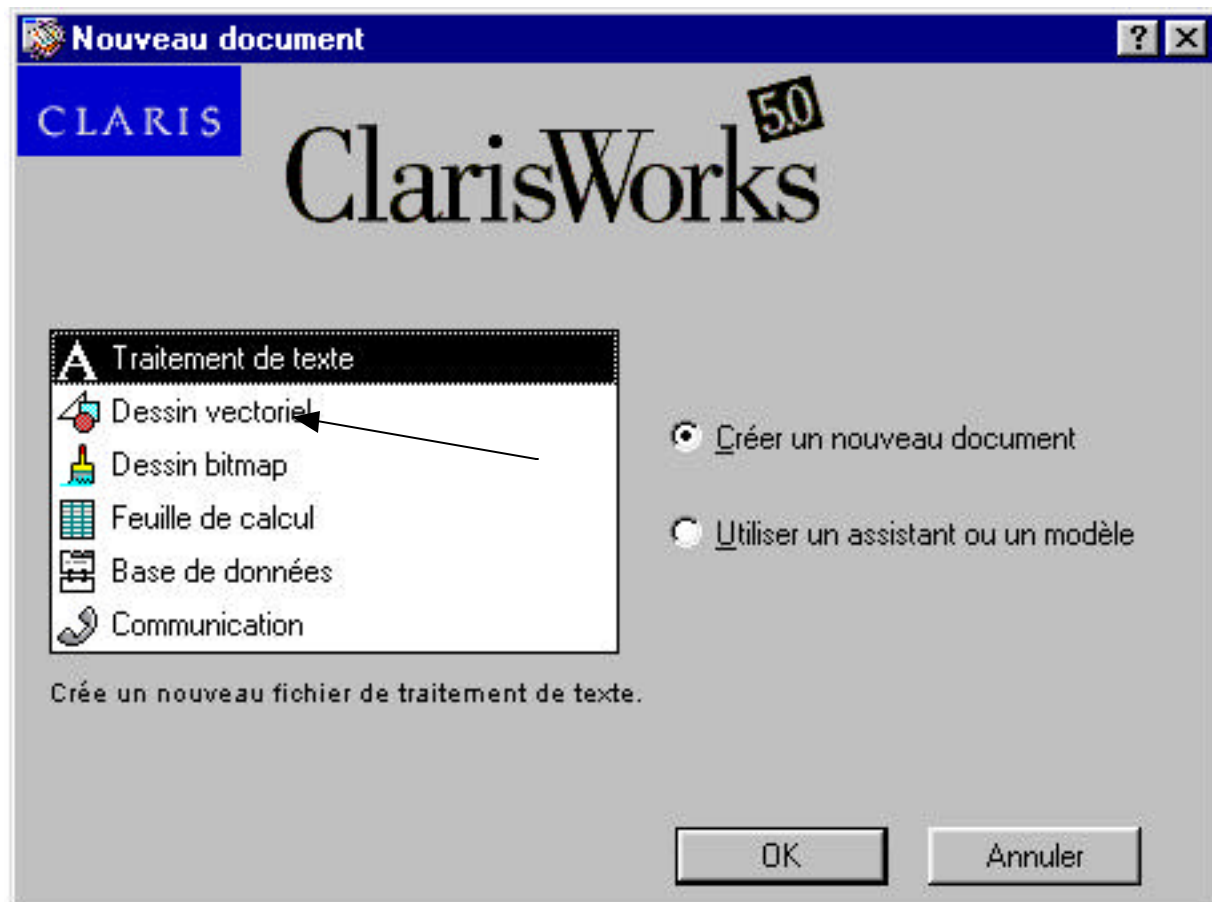 Nouveau document
CLARIS
ClarisWorks 5.0
Traitement de texte
Dessin vectoriel
Dessin bitmap
Feuille de calcul
Base de données
Communication
Créer un nouveau document
Utiliser un assistant ou un modèle
Crée un nouveau fichier de traitement de texte.
OK
Annuler